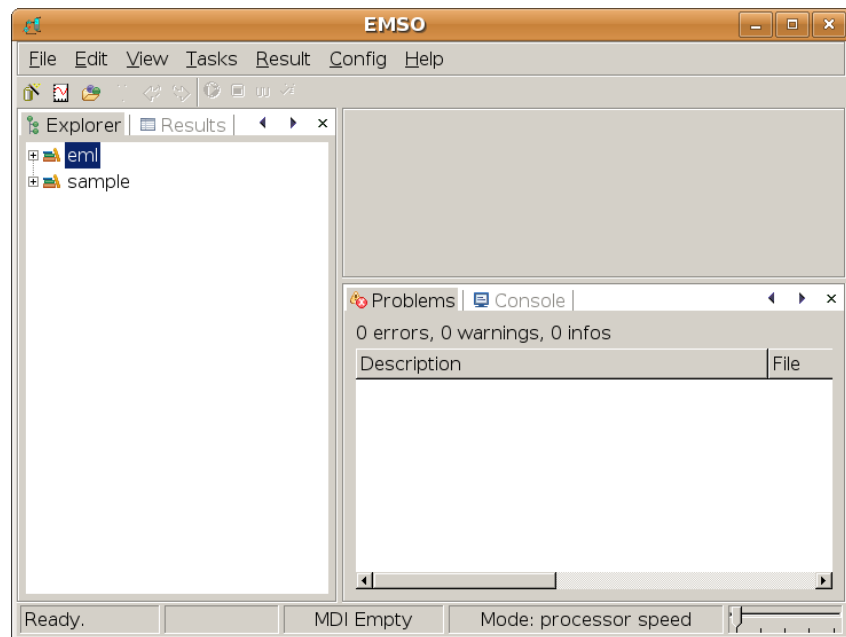 EMSO
File Edit View Tasks Result Config Help
Explorer Results
eml
sample
Problems Console
0 errors, 0 warnings, 0 infos
Description File
Ready. MDI Empty Mode: processor speed